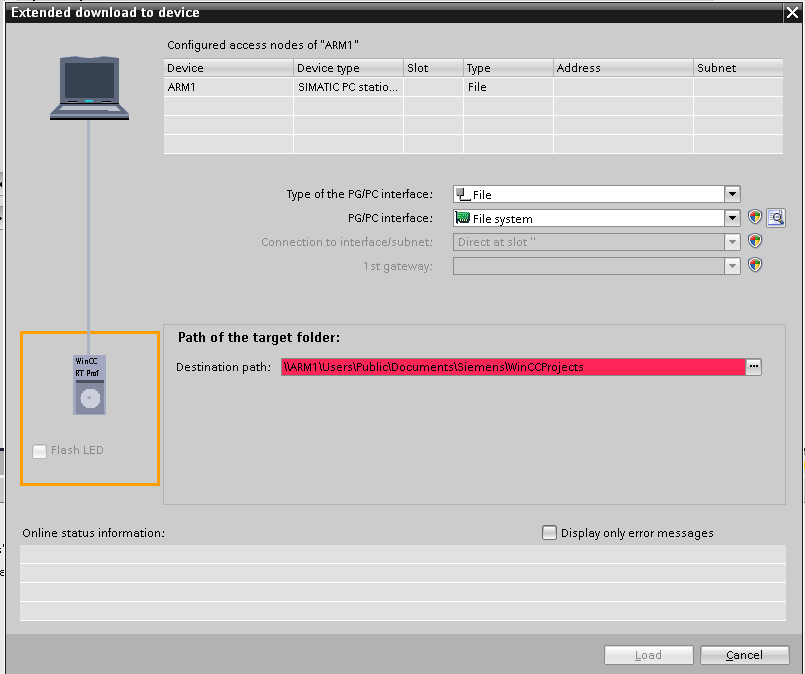 Extended download to device
Configured access nodes of "ARM1"
Device Device type Slot Type Address Subnet
ARM1 SIMATIC PC statio... File
Type of the PG/PC interface: File
PG/PC interface: File system
Connection to interface/subnet: Direct at slot ''
1st gateway:
Path of the target folder:
WinCC
RT Prof
Destination path: \\ARM1\Users\Public\Documents\Siemens\WinCCProjects ...
Flash LED
Online status information: Display only error messages
Load Cancel